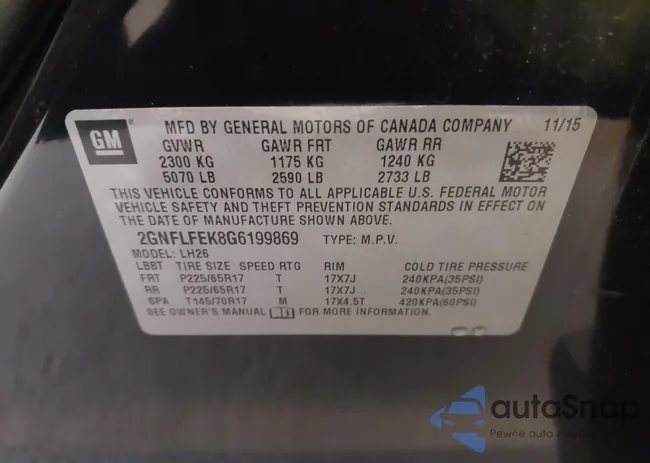 GM
MFD BY GENERAL MOTORS OF CANADA COMPANY 11/15
GVWR GAWR FRT GAWR RR
2300 KG 1175 KG 1240 KG
5070 LB 2590 LB 2733 LB
THIS VEHICLE CONFORMS TO ALL APPLICABLE U.S. FEDERAL MOTOR
VEHICLE SAFETY AND THEFT PREVENTION STANDARDS IN EFFECT ON
THE DATE OF MANUFACTURE SHOWN ABOVE.
2GNFLFEK8G6199869 TYPE: M.P.V.
MODEL: LH26
LBBT TIRE SIZE SPEED RTG RIM COLD TIRE PRESSURE
FRT P225/65R17 T 17X7J 240KPA(35PSI)
RR P225/65R17 T 17X7J 240KPA(35PSI)
SPA T145/70R17 M 17X4.5T 420KPA(60PSI)
SEE OWNER'S MANUAL FOR MORE INFORMATION.
autoSnap
Pewne auto z